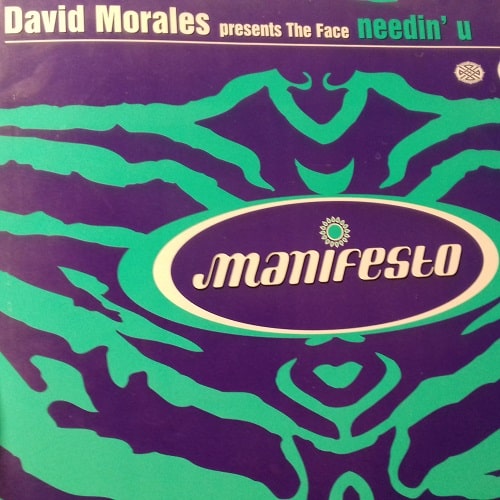 David Morales presents The Face needin' u
manifesto